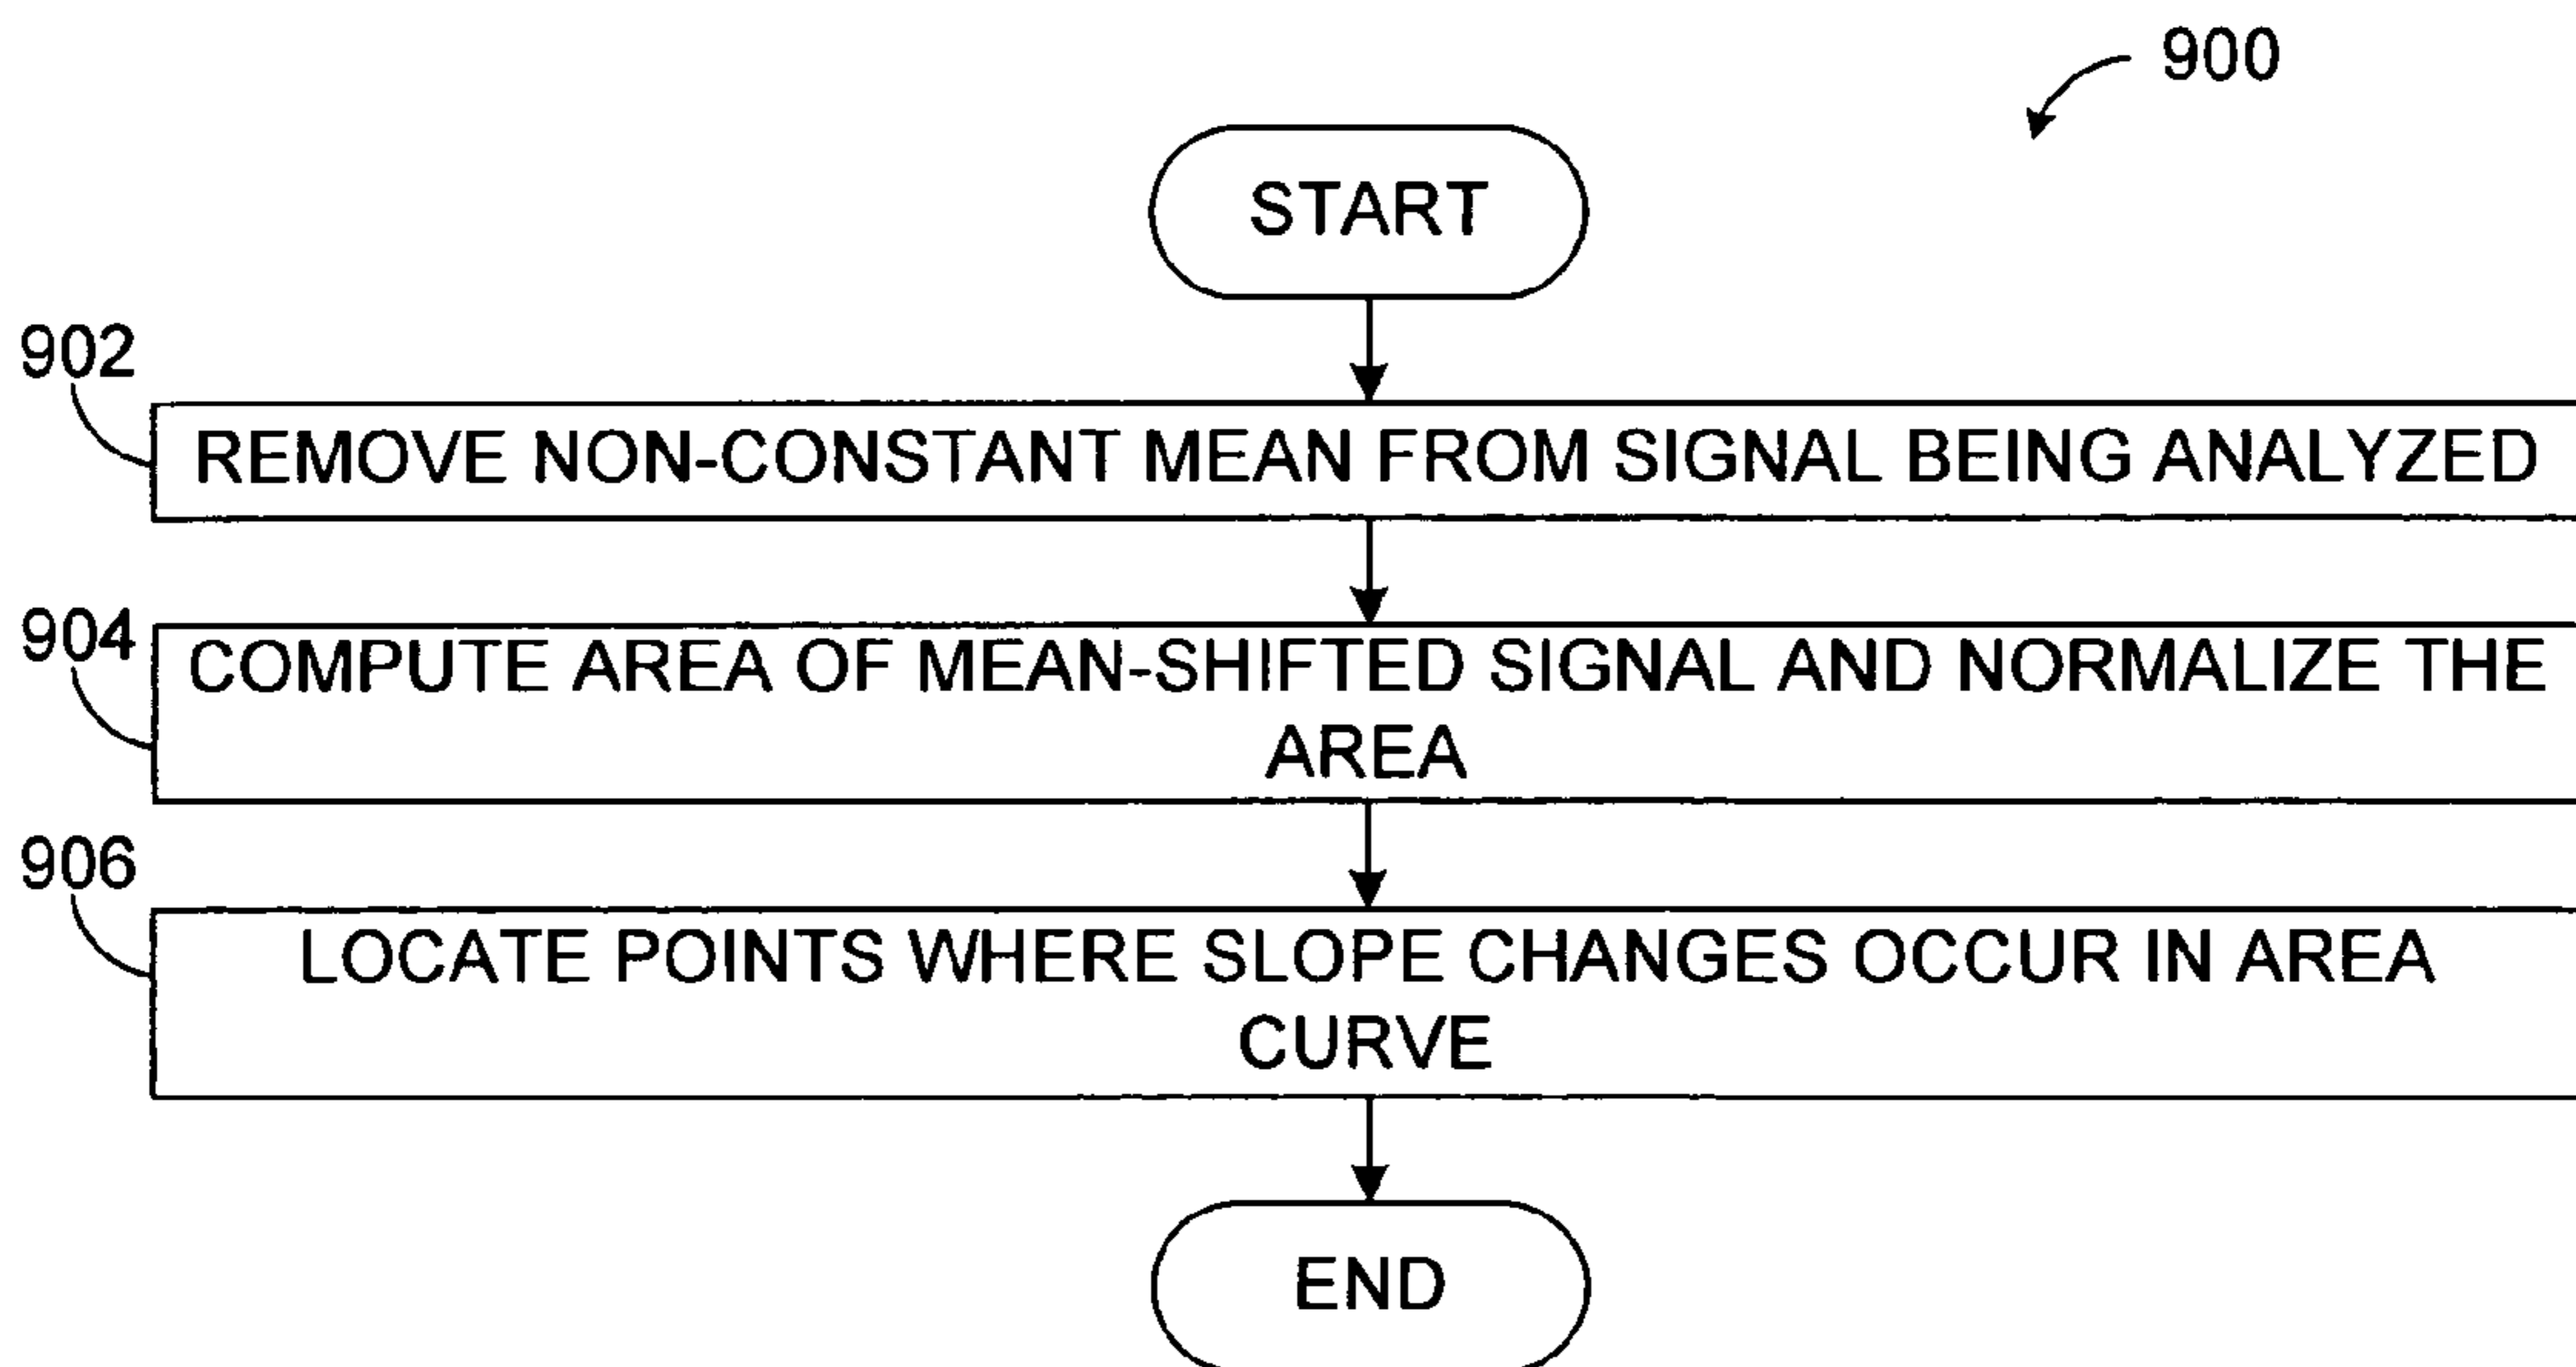 900
START
902
REMOVE NON-CONSTANT MEAN FROM SIGNAL BEING ANALYZED
904
COMPUTE AREA OF MEAN-SHIFTED SIGNAL AND NORMALIZE THE
AREA
906
LOCATE POINTS WHERE SLOPE CHANGES OCCUR IN AREA
CURVE
END